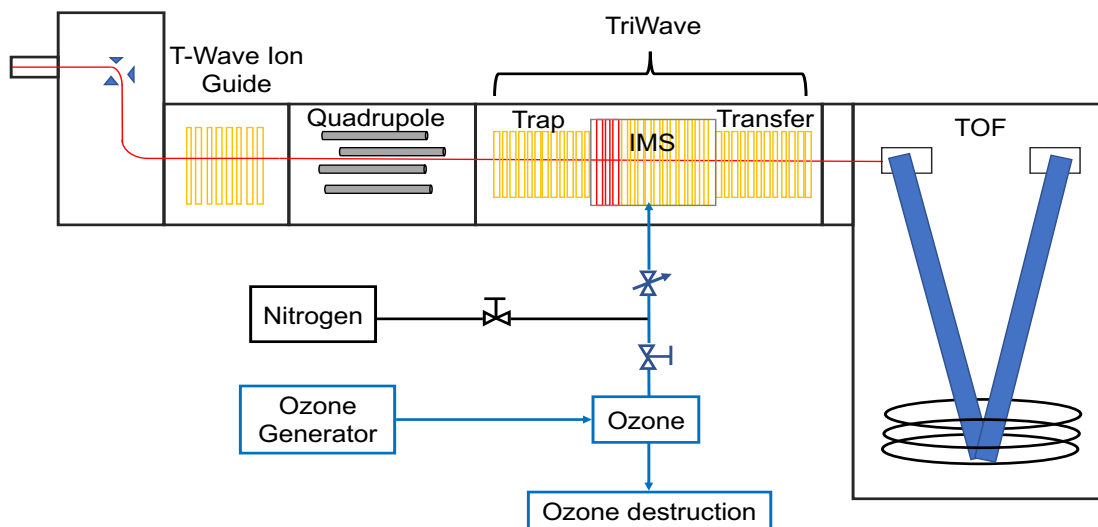 TriWave
T-Wave Ion
Guide
Quadrupole
Trap
IMS
Transfer
TOF
Nitrogen
Ozone
Generator
Ozone
Ozone destruction